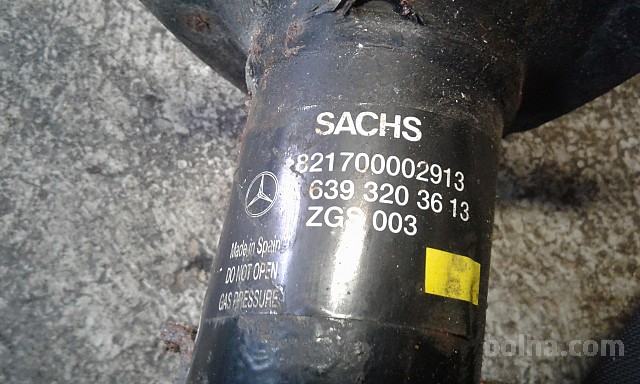 SACHS
821700002913
639 320 36 13
ZGS 003
Made in Spain
DO NOT OPEN
GAS PRESSURE
bolha.com